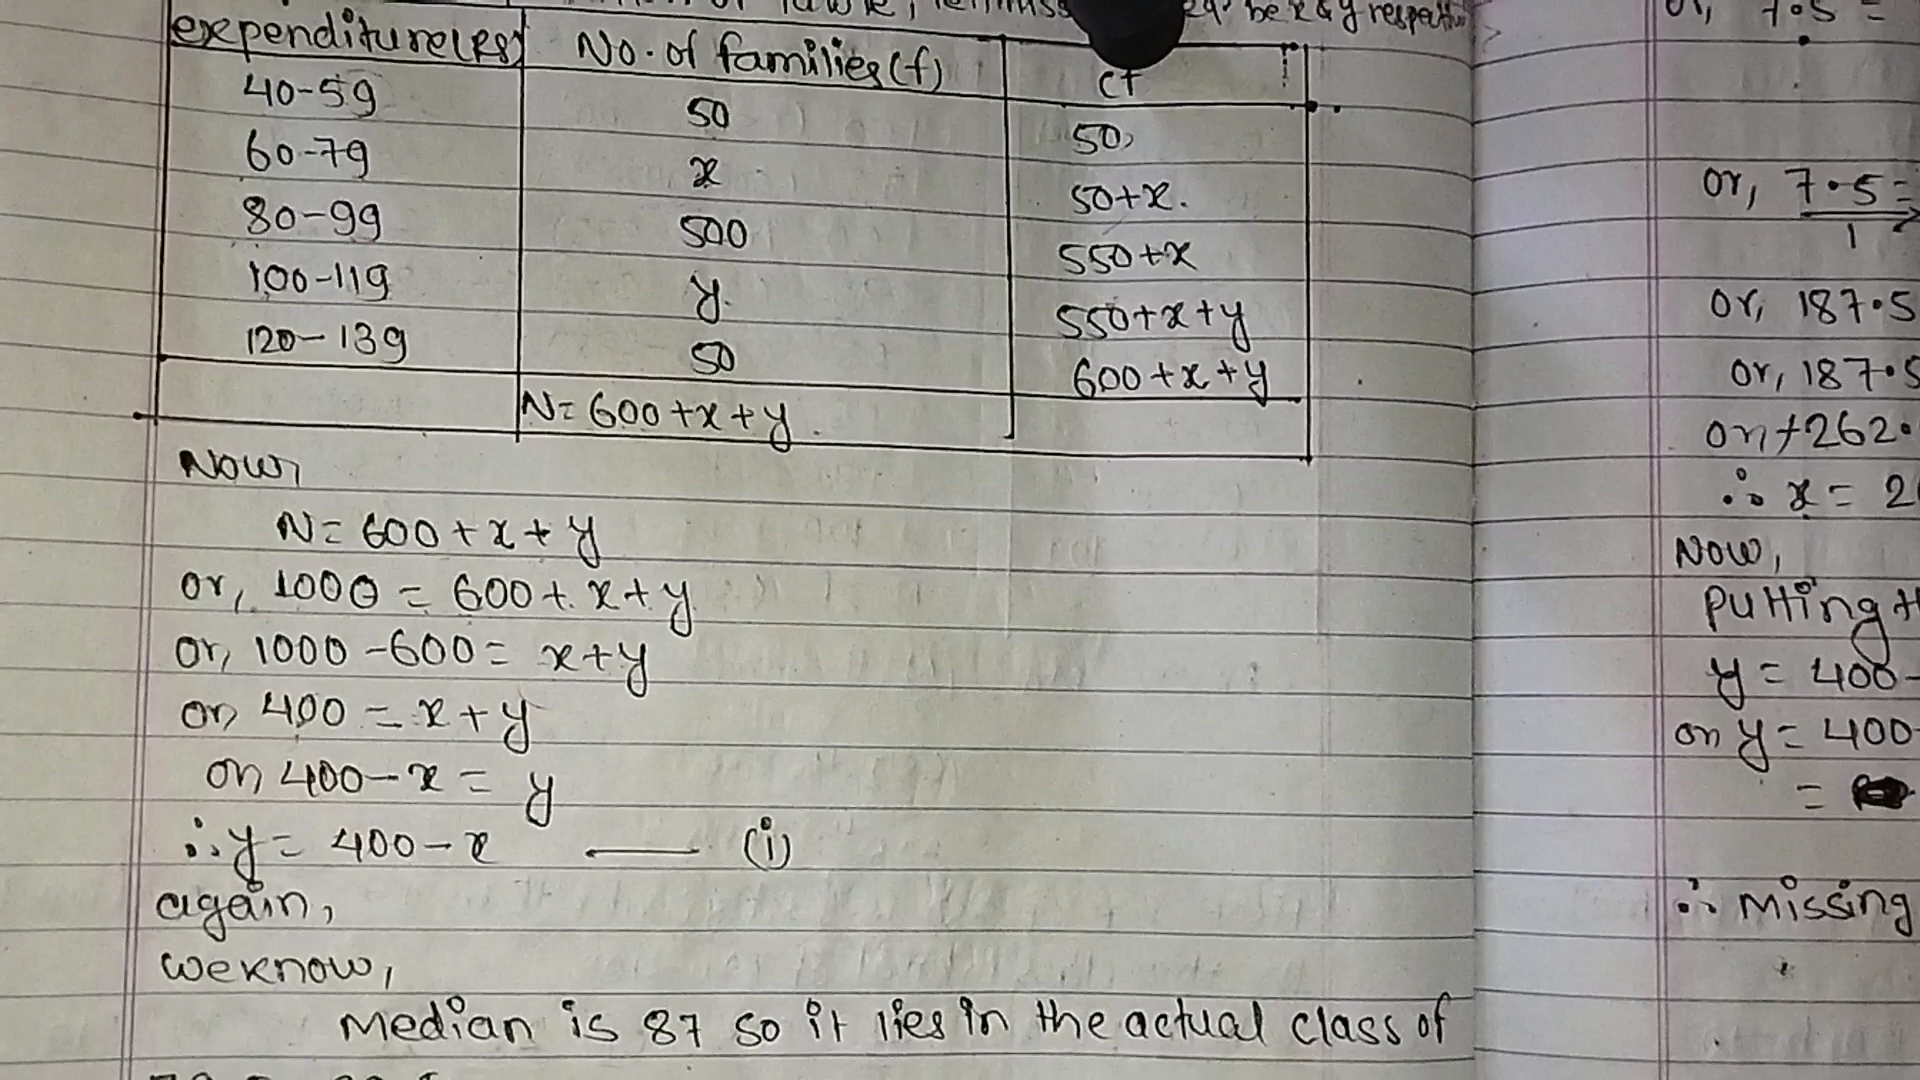 be x & y respect
expenditure(RS) No. of families (f) cf
40-59 50 50
60-79 x 50+x.
80-99 500 550+x
100-119 y. 550+x+y
120-139 50 600+x+y
N= 600+x+y.
Now,
N= 600+x+y
or, 1000 = 600+x+y
or, 1000-600= x+y
or, 400 = x+y
or, 400-x = y
∴ y = 400-x —— (i)
again,
we know,
Median is 87 so it lies in the actual class of
or, 7.5 =
or, 7.5 =
1
or, 187.5
or, 187.5
or, +262.
∴ x = 2
Now,
Putting
y = 400-
or, y = 400-
=
∴ Missing